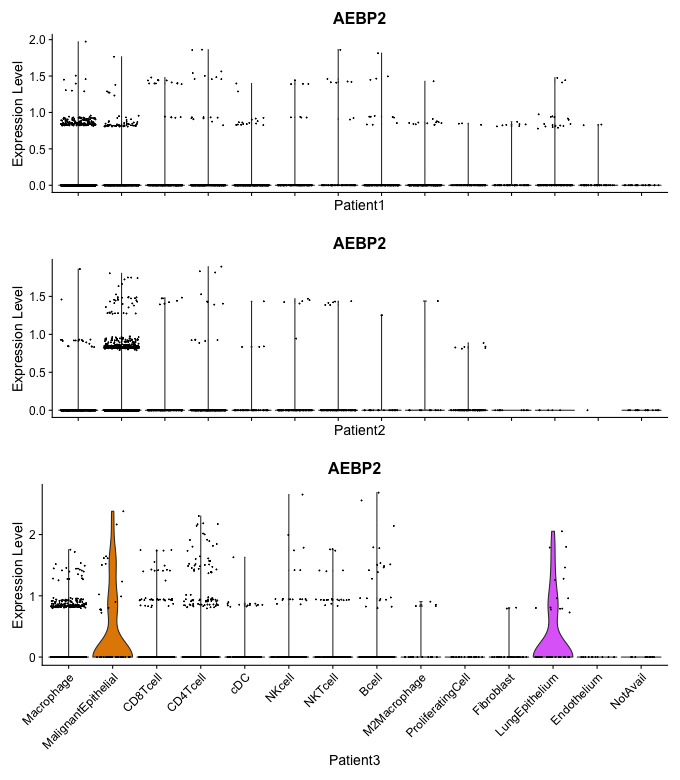 AEBP2
Expression Level
2.0
1.5
1.0
0.5
0.0
Patient1
AEBP2
Expression Level
1.5
1.0
0.5
0.0
Patient2
AEBP2
Expression Level
2
1
0
Macrophage
MalignantEpithelial
CD8Tcell
CD4Tcell
cDC
NKcell
NKTcell
Bcell
M2Macrophage
ProliferatingCell
Fibroblast
LungEpithelium
Endothelium
NotAvail
Patient3